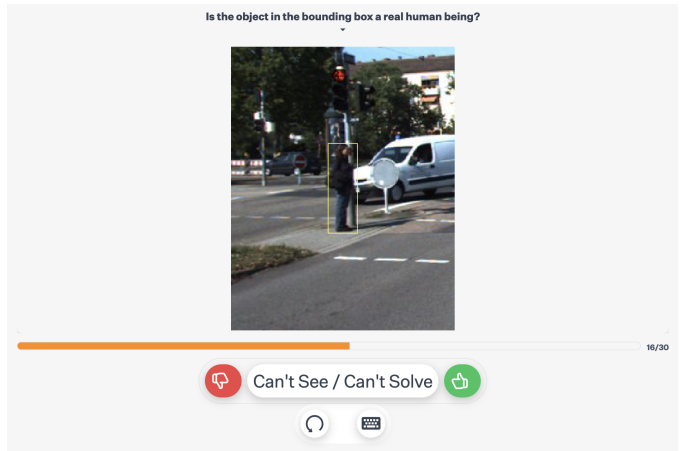 Is the object in the bounding box a real human being?
16/30
Can't See / Can't Solve